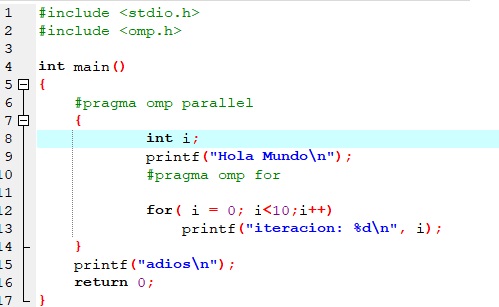 1 #include <stdio.h>
2 #include <omp.h>
3
4 int main()
5 {
6 #pragma omp parallel
7 {
8 int i;
9 printf("Hola Mundo\n");
10 #pragma omp for
11
12 for( i = 0; i<10;i++)
13 printf("iteracion: %d\n", i);
14 }
15 printf("adios\n");
16 return 0;
17 }